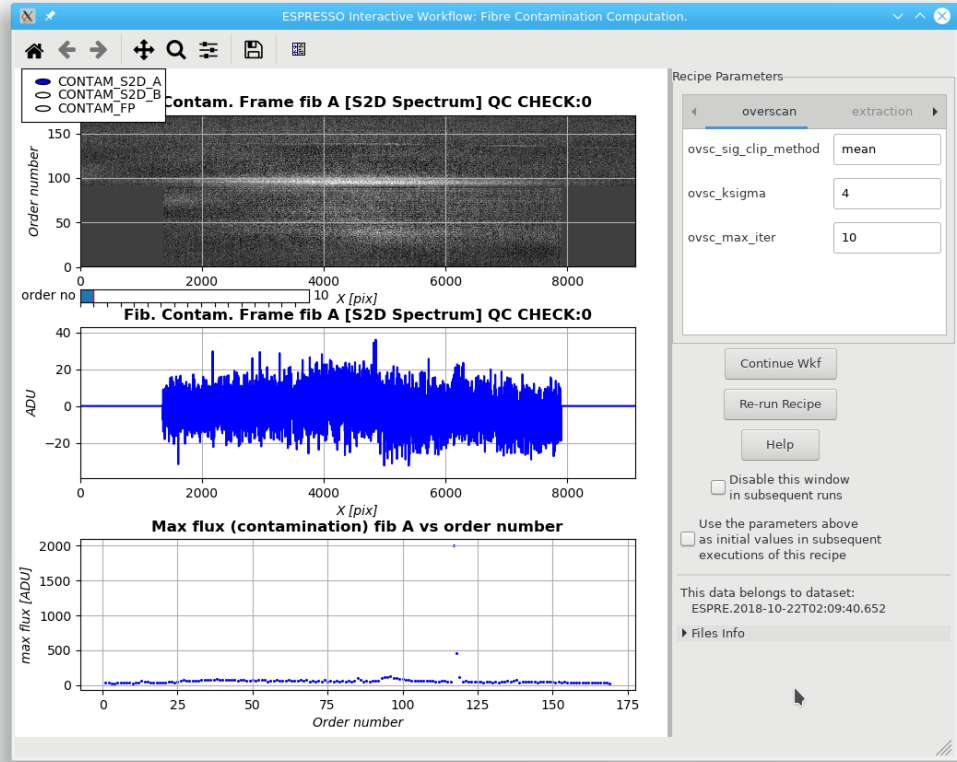 ESPRESSO Interactive Workflow: Fibre Contamination Computation.
CONTAM_S2D_A
CONTAM_S2D_B
CONTAM_FP
Contam. Frame fib A [S2D Spectrum] QC CHECK:0
Order number
150
100
50
0
0 2000 4000 6000 8000
X [pix]
order no 10
Fib. Contam. Frame fib A [S2D Spectrum] QC CHECK:0
ADU
40
20
0
−20
0 2000 4000 6000 8000
X [pix]
Max flux (contamination) fib A vs order number
max flux [ADU]
2000
1500
1000
500
0
0 25 50 75 100 125 150 175
Order number
Recipe Parameters
overscan extraction
ovsc_sig_clip_method mean
ovsc_ksigma 4
ovsc_max_iter 10
Continue Wkf
Re-run Recipe
Help
Disable this window
in subsequent runs
Use the parameters above
as initial values in subsequent
executions of this recipe
This data belongs to dataset:
ESPRE.2018-10-22T02:09:40.652
Files Info